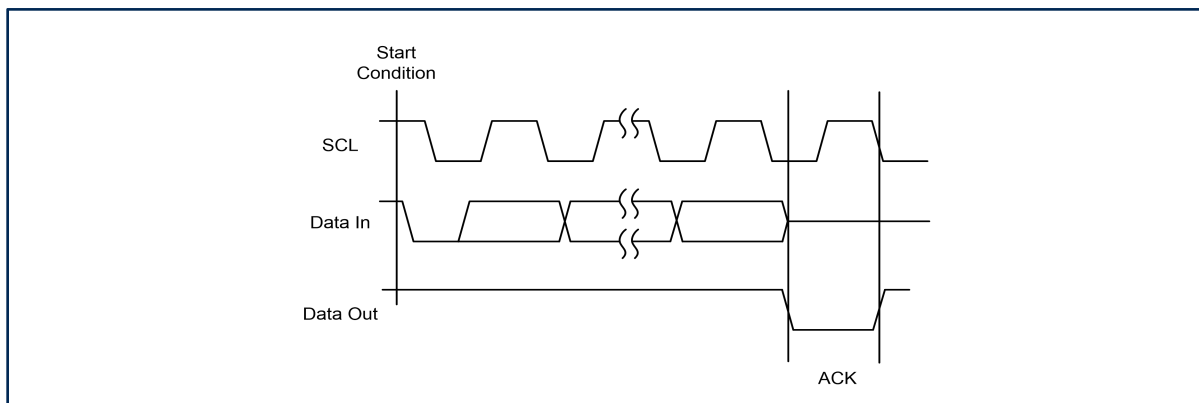 Start
Condition
SCL
Data In
Data Out
ACK